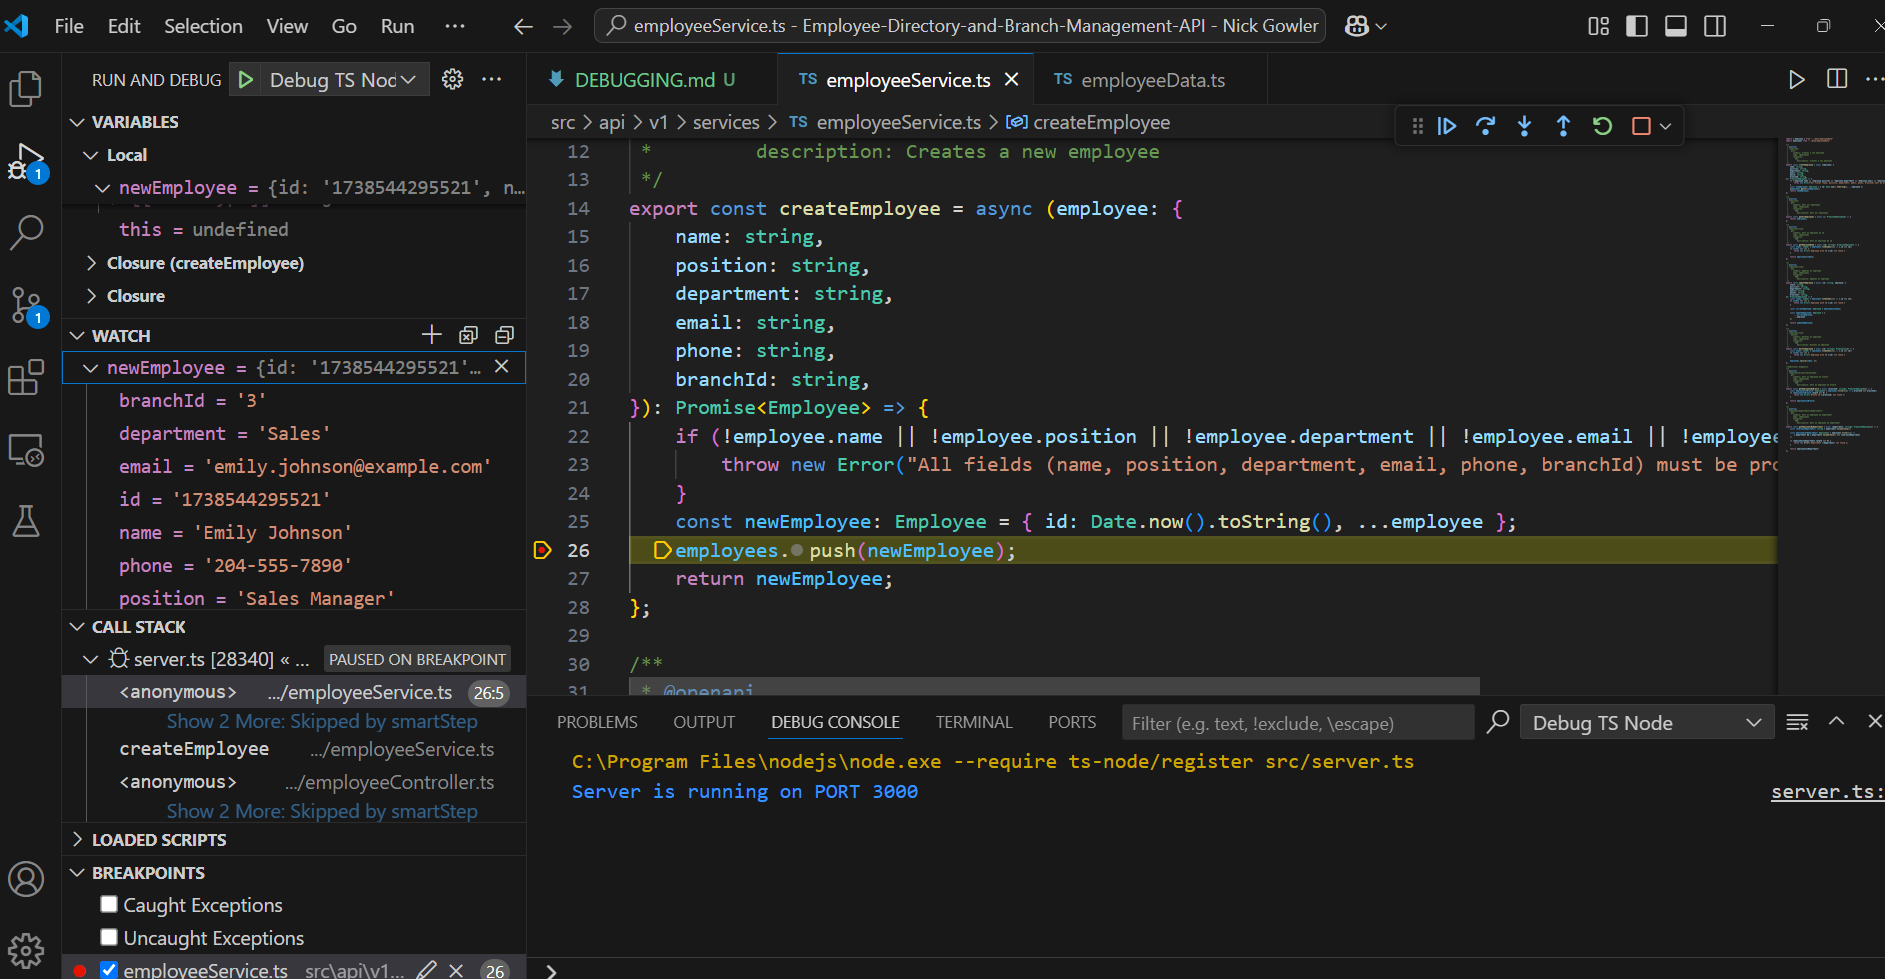 File Edit Selection View Go Run ··· employeeService.ts - Employee-Directory-and-Branch-Management-API - Nick Gowler
RUN AND DEBUG Debug TS Noc
VARIABLES
Local
newEmployee = {id: '1738544295521', n…
this = undefined
Closure (createEmployee)
Closure
WATCH
newEmployee = {id: '1738544295521'…
branchId = '3'
department = 'Sales'
email = 'emily.johnson@example.com'
id = '1738544295521'
name = 'Emily Johnson'
phone = '204-555-7890'
position = 'Sales Manager'
CALL STACK
server.ts [28340] « … PAUSED ON BREAKPOINT
<anonymous> .../employeeService.ts 26:5
Show 2 More: Skipped by smartStep
createEmployee .../employeeService.ts
<anonymous> .../employeeController.ts
Show 2 More: Skipped by smartStep
LOADED SCRIPTS
BREAKPOINTS
Caught Exceptions
Uncaught Exceptions
employeeService.ts src\api\v1... 26
1
1
DEBUGGING.md U
TS employeeService.ts
TS employeeData.ts
src > api > v1 > services > TS employeeService.ts > createEmployee
12 * description: Creates a new employee
13 */
14 export const createEmployee = async (employee: {
15 name: string,
16 position: string,
17 department: string,
18 email: string,
19 phone: string,
20 branchId: string,
21 }): Promise<Employee> => {
22 if (!employee.name || !employee.position || !employee.department || !employee.email || !employee
23 throw new Error("All fields (name, position, department, email, phone, branchId) must be pro
24 }
25 const newEmployee: Employee = { id: Date.now().toString(), ...employee };
26 employees.push(newEmployee);
27 return newEmployee;
28 };
29
30 /**
31 * @openapi
PROBLEMS OUTPUT DEBUG CONSOLE TERMINAL PORTS Filter (e.g. text, !exclude, \escape) Debug TS Node
C:\Program Files\nodejs\node.exe --require ts-node/register src/server.ts
Server is running on PORT 3000 server.ts: